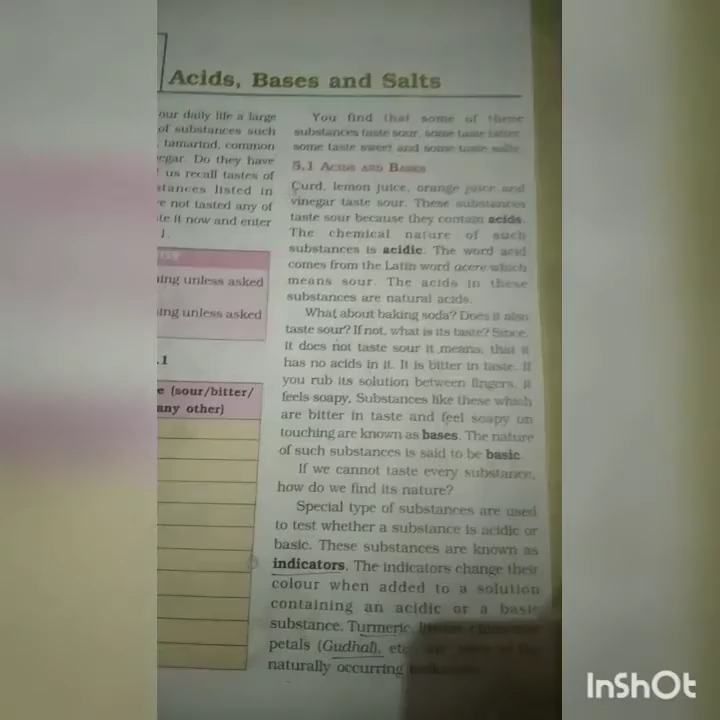 Acids, Bases and Salts
our daily life a large
of substances such
tamarind, common
egar. Do they have
us recall tastes of
stances listed in
e not tasted any of
te it now and enter
1.
ing unless asked
ing unless asked
.1
e (sour/bitter/
any other)
You find that some of these
substances taste sour, some taste bitter,
some taste sweet and some taste salty.
5.1 ACIDS AND BASES
Curd, lemon juice, orange juice and
vinegar taste sour. These substances
taste sour because they contain acids.
The chemical nature of such
substances is acidic. The word acid
comes from the Latin word acere which
means sour. The acids in these
substances are natural acids.
What about baking soda? Does it also
taste sour? If not, what is its taste? Since,
it does not taste sour it means, that it
has no acids in it. It is bitter in taste. If
you rub its solution between fingers, it
feels soapy. Substances like these which
are bitter in taste and feel soapy on
touching are known as bases. The nature
of such substances is said to be basic.
If we cannot taste every substance,
how do we find its nature?
Special type of substances are used
to test whether a substance is acidic or
basic. These substances are known as
indicators. The indicators change their
colour when added to a solution
containing an acidic or a basic
substance. Turmeric,
petals (Gudhal), etc.
naturally occurring
InShOt